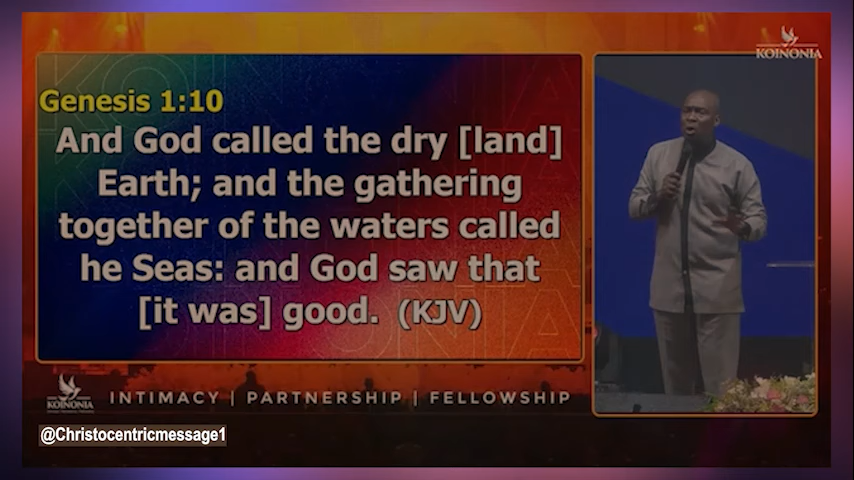 KOINONIA
Genesis 1:10
And God called the dry [land]
Earth; and the gathering
together of the waters called
he Seas: and God saw that
[it was] good. (KJV)
KOINONIA
INTIMACY | PARTNERSHIP | FELLOWSHIP
@Christocentricmessage1